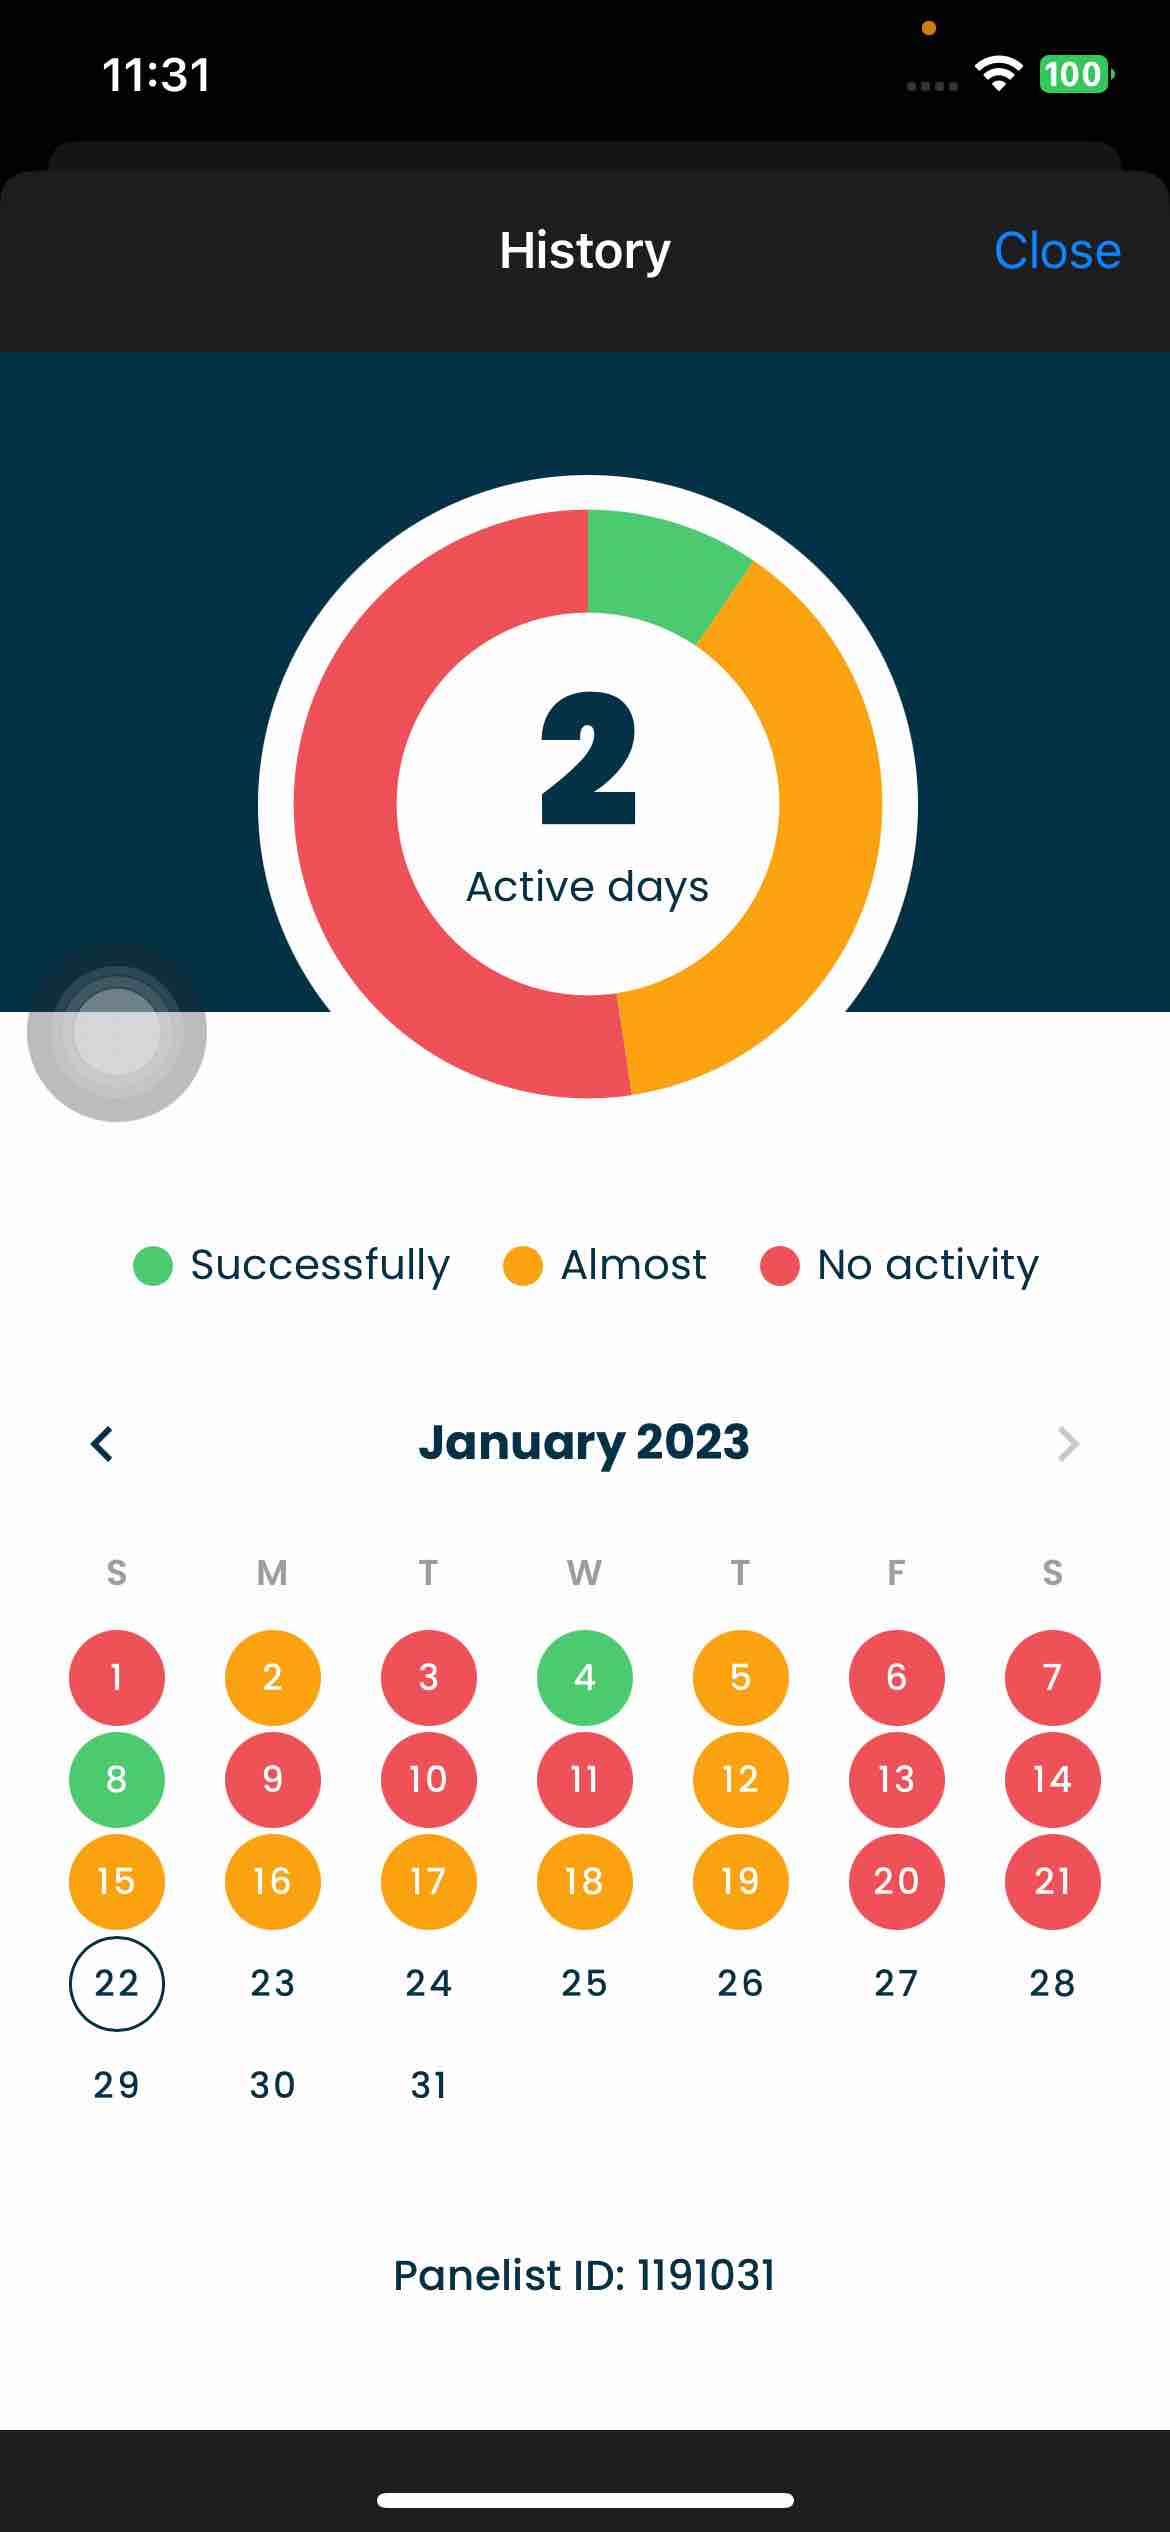 11:31
100
History
Close
2
Active days
Successfully
Almost
No activity
January 2023
S M T W T F S
1 2 3 4 5 6 7
8 9 10 11 12 13 14
15 16 17 18 19 20 21
22 23 24 25 26 27 28
29 30 31
Panelist ID: 1191031